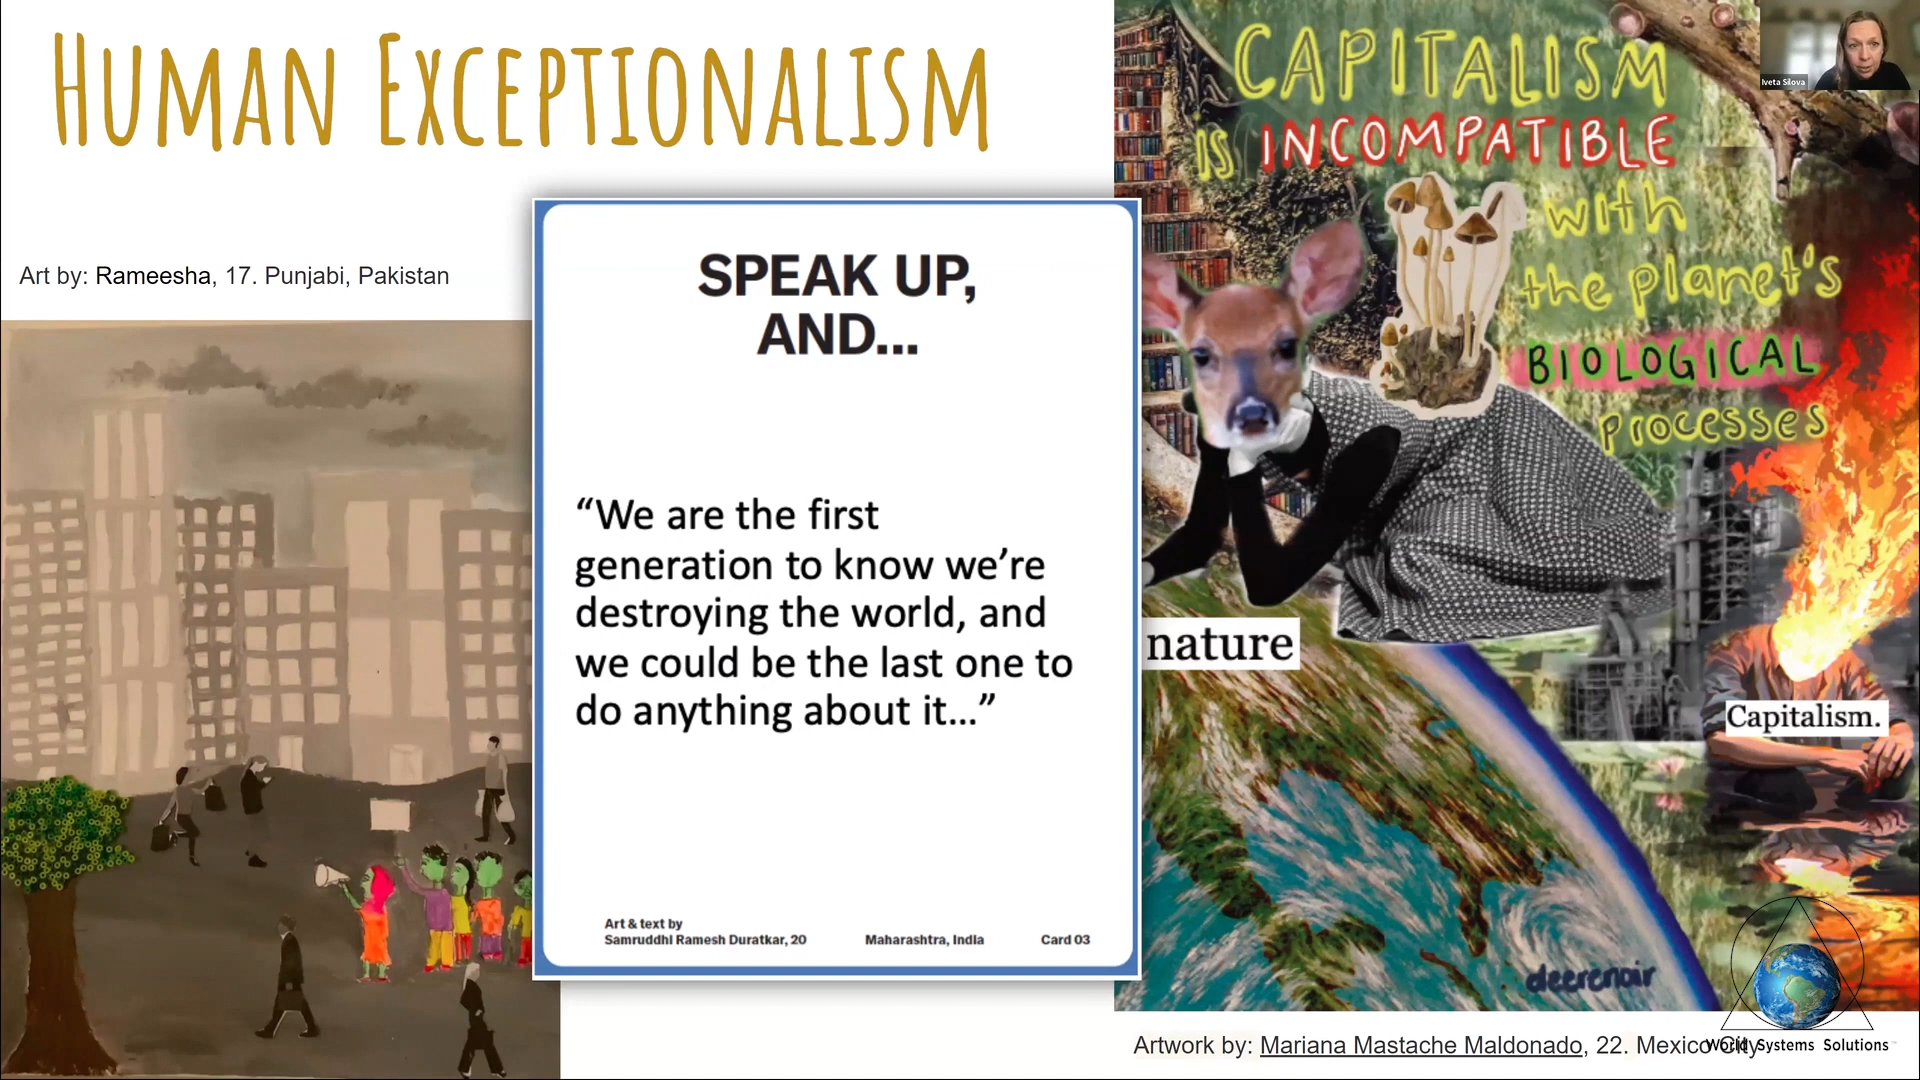 HUMAN EXCEPTIONALISM
Art by: Rameesha, 17. Punjabi, Pakistan
SPEAK UP,
AND...
“We are the first
generation to know we’re
destroying the world, and
we could be the last one to
do anything about it...”
Art & text by
Samruddhi Ramesh Duratkar, 20 Maharashtra, India Card 03
CAPITALISM
is INCOMPATIBLE
with
the planet's
BIOLOGICAL
processes
nature
Capitalism.
deerenoir
Artwork by: Mariana Mastache Maldonado, 22. Mexico City
World Systems Solutions
Iveta Silova